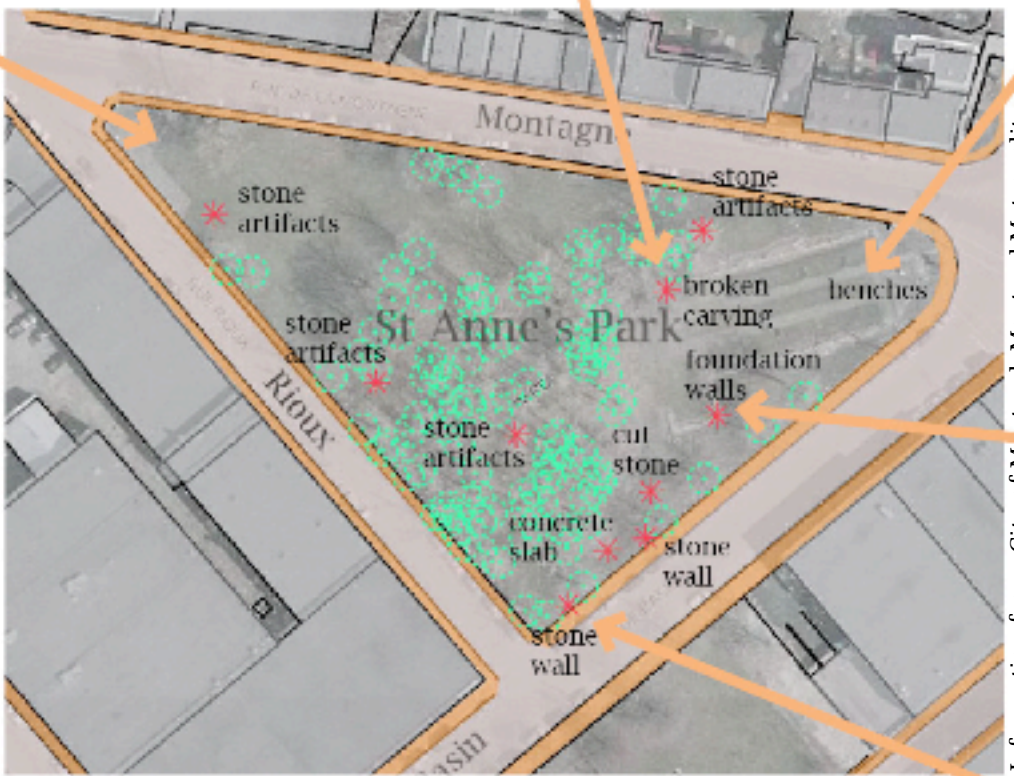 Montagne
stone
artifacts
stone
artifacts
broken
carving
benches
St Anne's Park
stone
artifacts
foundation
walls
Rioux
stone
artifacts
cut
stone
concrete
slab
stone
wall
stone
wall